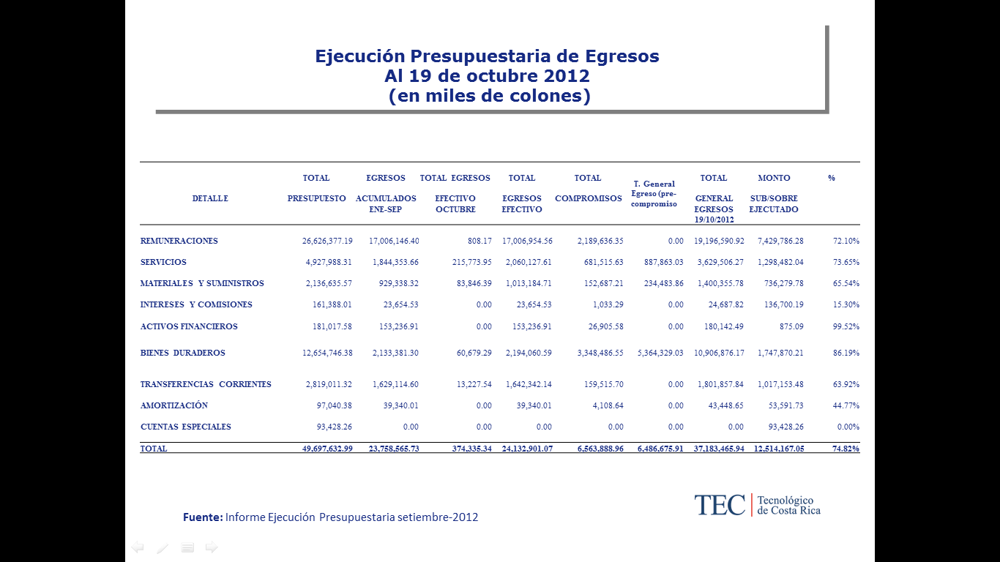 Ejecución Presupuestaria de Egresos
Al 19 de octubre 2012
(en miles de colones)
DETALLE TOTAL PRESUPUESTO EGRESOS ACUMULADOS ENE-SEP TOTAL EGRESOS EFECTIVO OCTUBRE TOTAL EGRESOS EFECTIVO TOTAL COMPROMISOS T. General Egreso (pre-compromiso TOTAL GENERAL EGRESOS 19/10/2012 MONTO SUB/SOBRE EJECUTADO %
REMUNERACIONES 26,626,377.19 17,006,146.40 808.17 17,006,954.56 2,189,636.35 0.00 19,196,590.92 7,429,786.28 72.10%
SERVICIOS 4,927,988.31 1,844,353.66 215,773.95 2,060,127.61 681,515.63 887,863.03 3,629,506.27 1,298,482.04 73.65%
MATERIALES Y SUMINISTROS 2,136,635.57 929,338.32 83,846.39 1,013,184.71 152,687.21 234,483.86 1,400,355.78 736,279.78 65.54%
INTERESES Y COMISIONES 161,388.01 23,654.53 0.00 23,654.53 1,033.29 0.00 24,687.82 136,700.19 15.30%
ACTIVOS FINANCIEROS 181,017.58 153,236.91 0.00 153,236.91 26,905.58 0.00 180,142.49 875.09 99.52%
BIENES DURADEROS 12,654,746.38 2,133,381.30 60,679.29 2,194,060.59 3,348,486.55 5,364,329.03 10,906,876.17 1,747,870.21 86.19%
TRANSFERENCIAS CORRIENTES 2,819,011.32 1,629,114.60 13,227.54 1,642,342.14 159,515.70 0.00 1,801,857.84 1,017,153.48 63.92%
AMORTIZACIÓN 97,040.38 39,340.01 0.00 39,340.01 4,108.64 0.00 43,448.65 53,591.73 44.77%
CUENTAS ESPECIALES 93,428.26 0.00 0.00 0.00 0.00 0.00 0.00 93,428.26 0.00%
TOTAL 49,697,632.99 23,758,565.73 374,335.34 24,132,901.07 6,563,888.96 6,486,675.91 37,183,465.94 12,514,167.05 74.82%
TEC Tecnológico
de Costa Rica
Fuente: Informe Ejecución Presupuestaria setiembre-2012